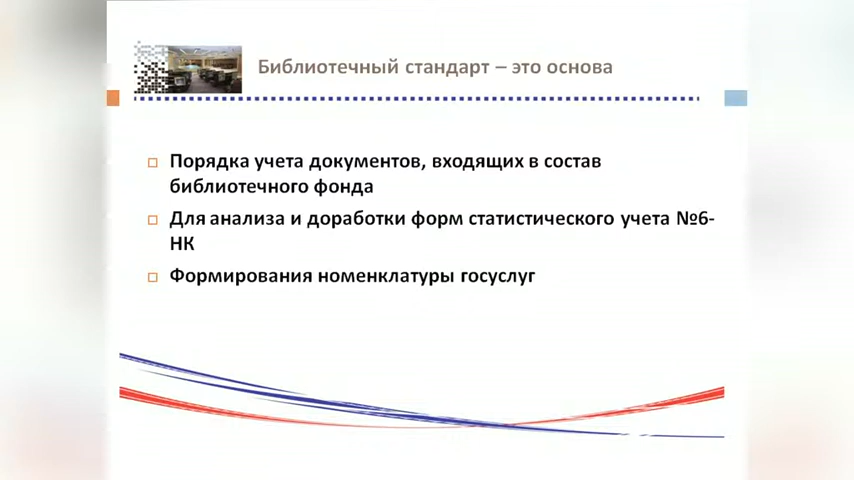 Библиотечный стандарт – это основа
Порядка учета документов, входящих в состав
библиотечного фонда
Для анализа и доработки форм статистического учета №6-
НК
Формирования номенклатуры госуслуг